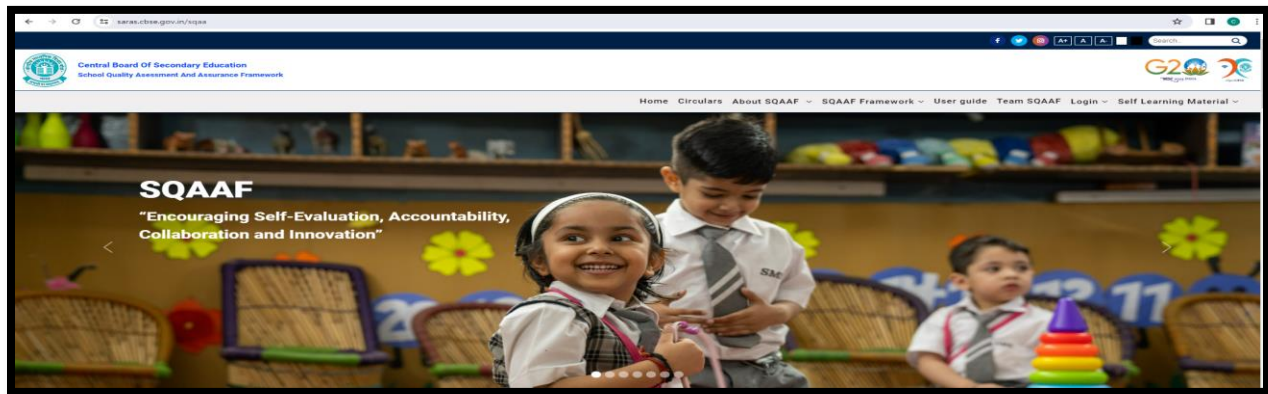 saras.cbse.gov.in/sqaa
A+ A A-
Search..
Central Board Of Secondary Education
School Quality Assessment And Assurance Framework
G20
Home Circulars About SQAAF SQAAF Framework User guide Team SQAAF Login Self Learning Material
SQAAF
“Encouraging Self-Evaluation, Accountability,
Collaboration and Innovation”
SMC
20
11